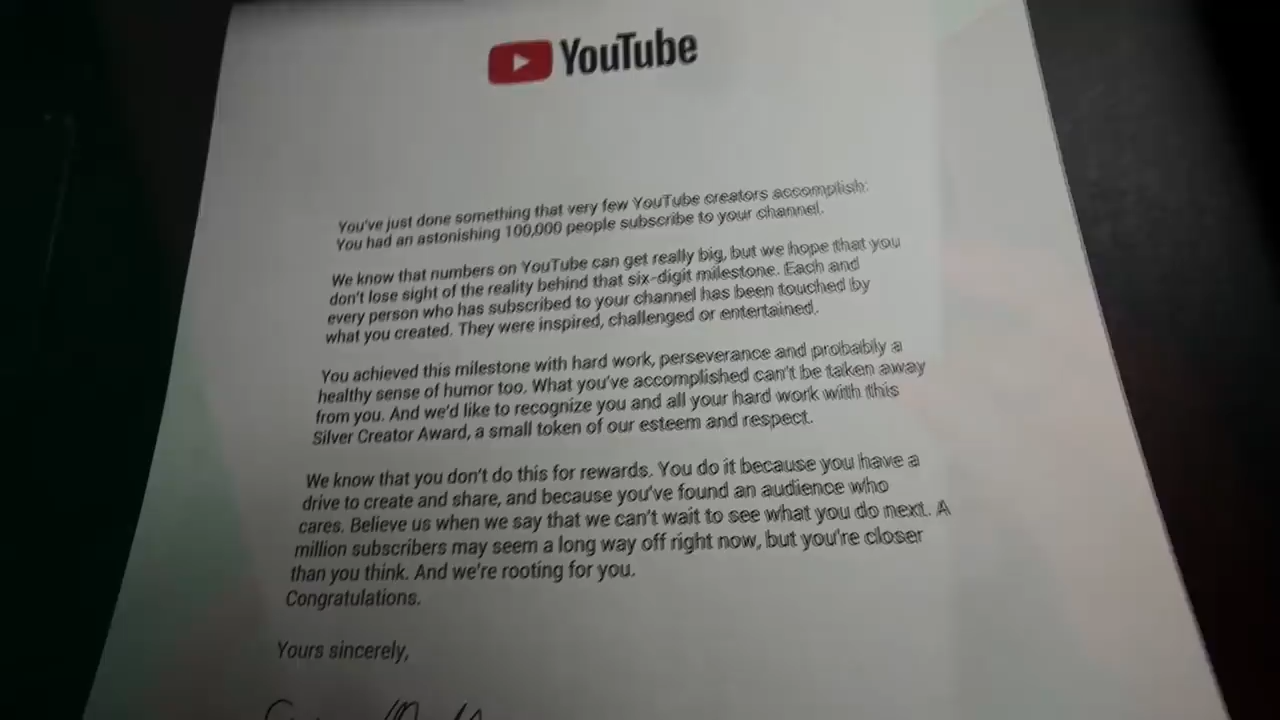 YouTube
You've just done something that very few YouTube creators accomplish:
You had an astonishing 100,000 people subscribe to your channel.
We know that numbers on YouTube can get really big, but we hope that you
don't lose sight of the reality behind that six-digit milestone. Each and
every person who has subscribed to your channel has been touched by
what you created. They were inspired, challenged or entertained.
You achieved this milestone with hard work, perseverance and probably a
healthy sense of humor too. What you've accomplished can't be taken away
from you. And we'd like to recognize you and all your hard work with this
Silver Creator Award, a small token of our esteem and respect.
We know that you don't do this for rewards. You do it because you have a
drive to create and share, and because you've found an audience who
cares. Believe us when we say that we can't wait to see what you do next. A
million subscribers may seem a long way off right now, but you're closer
than you think. And we're rooting for you.
Congratulations.
Yours sincerely,